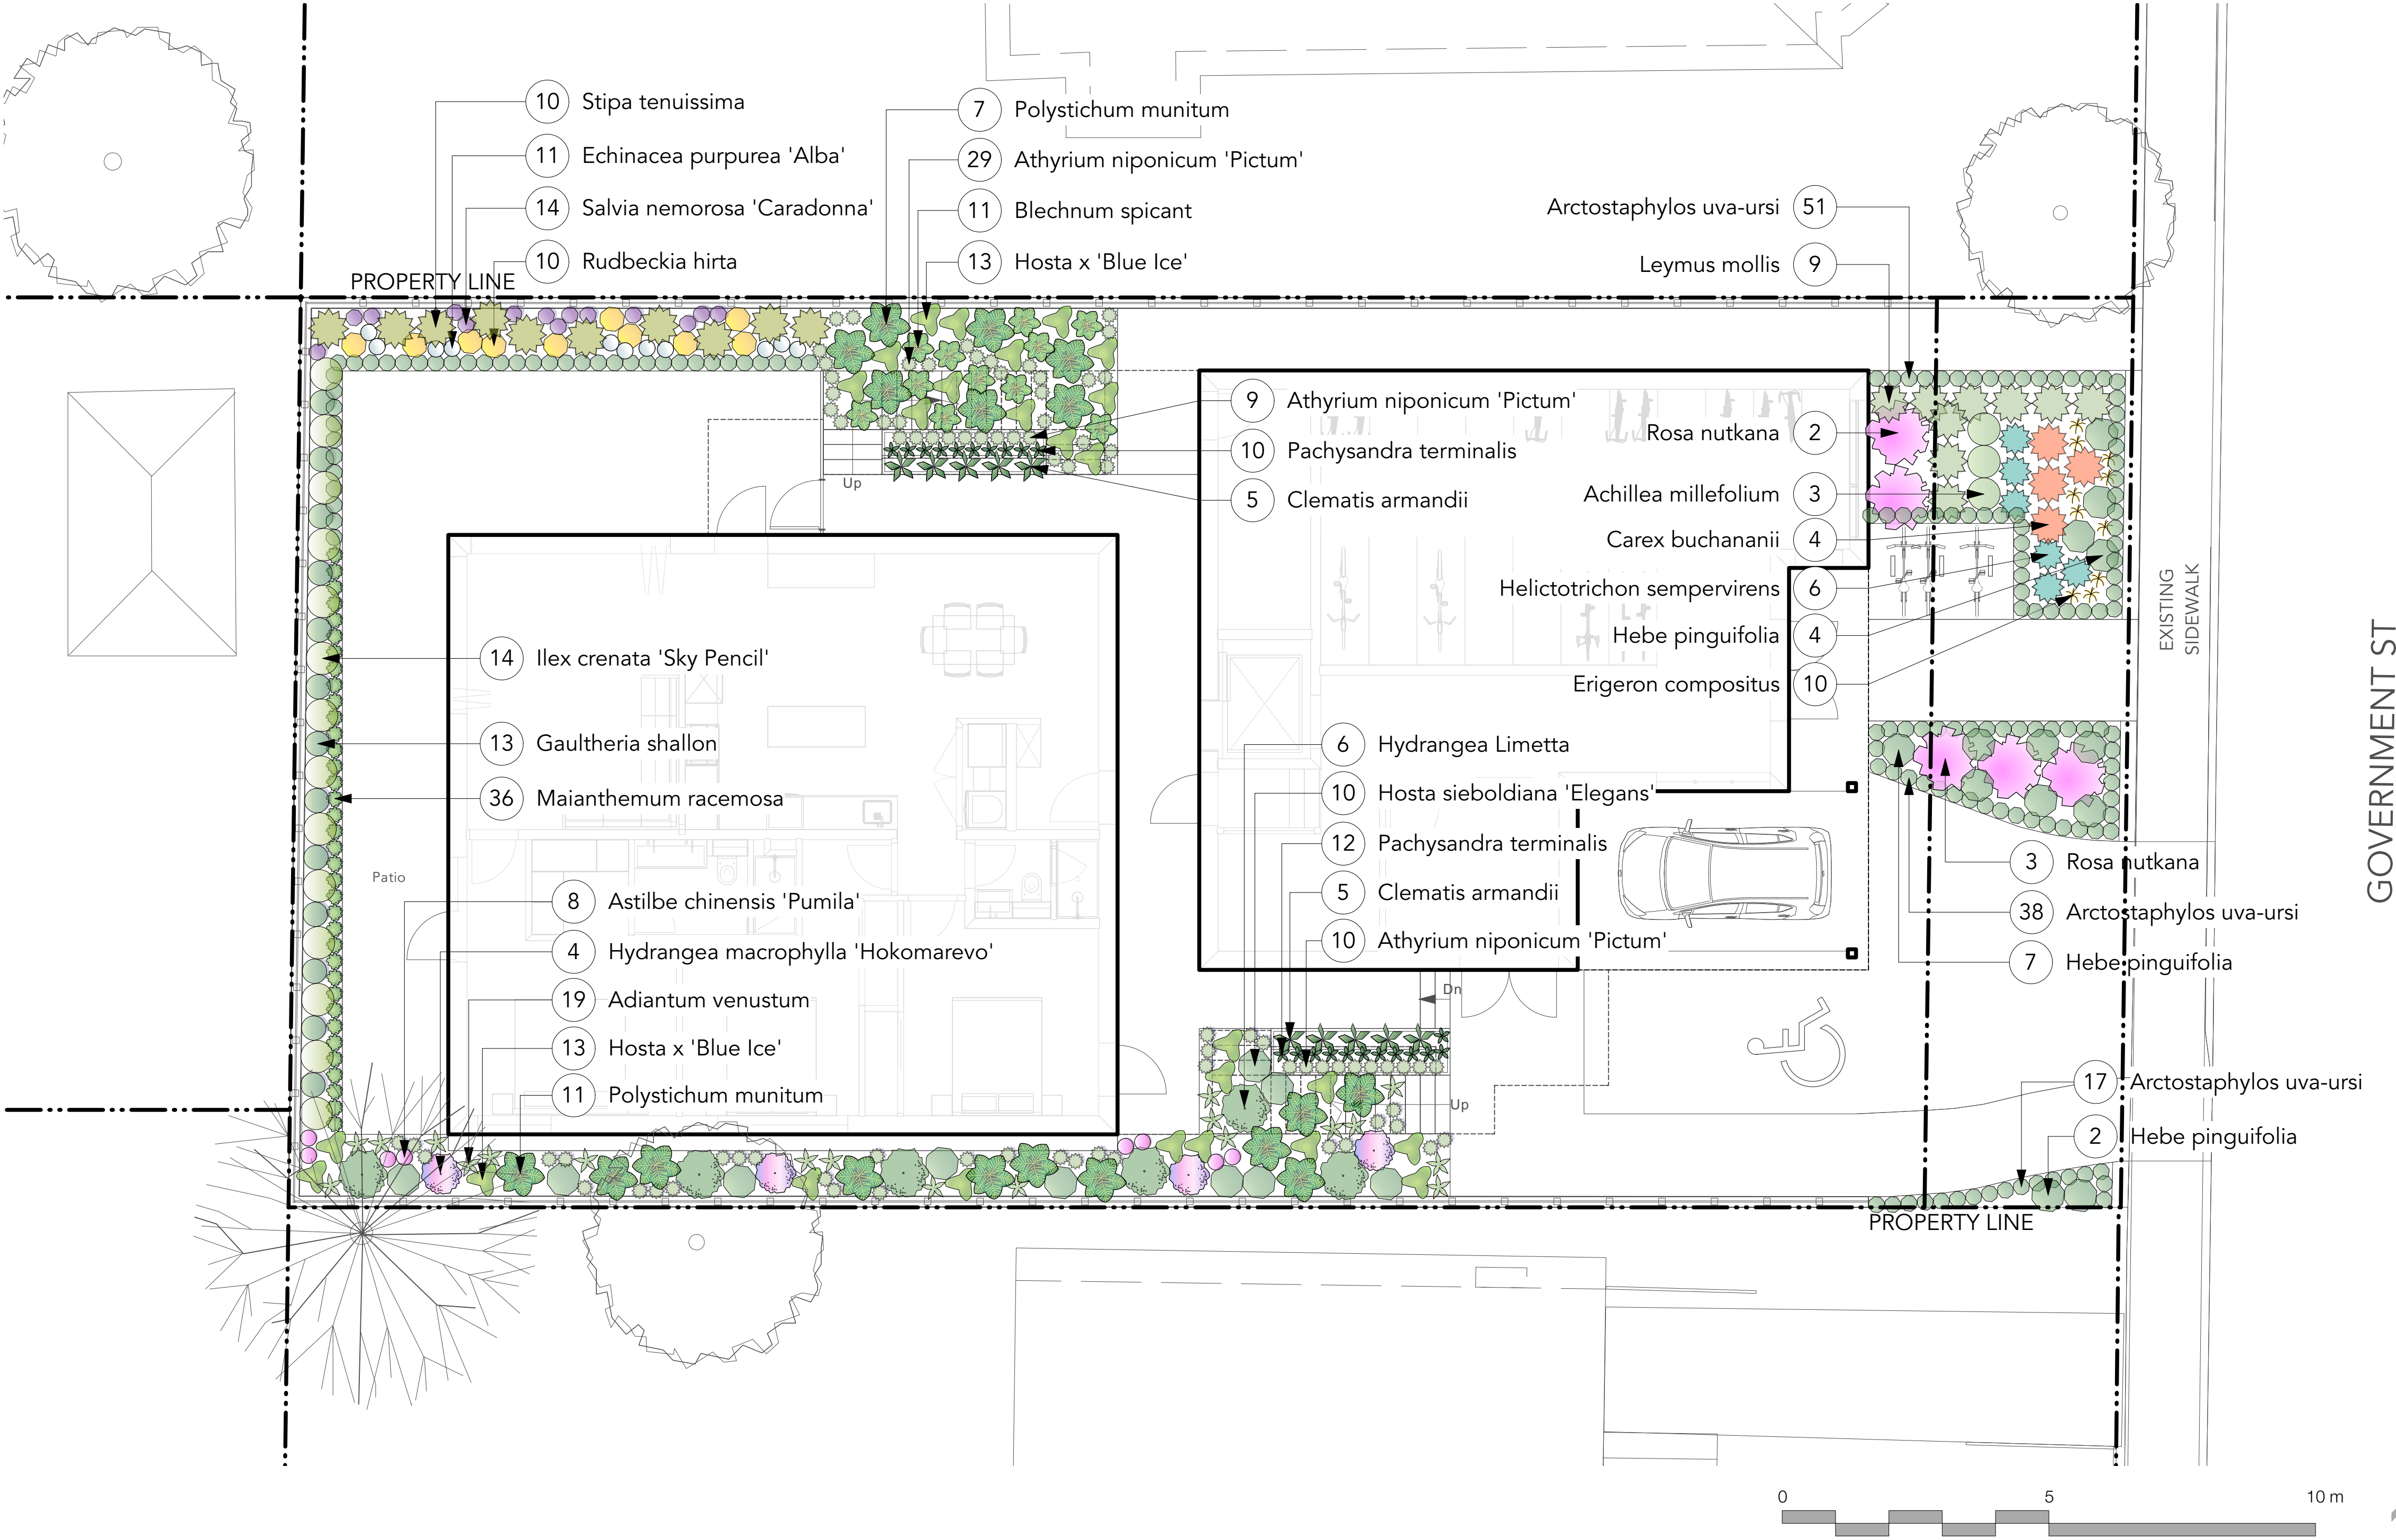 10 Stipa tenuissima
11 Echinacea purpurea 'Alba'
14 Salvia nemorosa 'Caradonna'
10 Rudbeckia hirta
PROPERTY LINE
7 Polystichum munitum
29 Athyrium niponicum 'Pictum'
11 Blechnum spicant
13 Hosta x 'Blue Ice'
Arctostaphylos uva-ursi 51
Leymus mollis 9
9 Athyrium niponicum 'Pictum'
10 Pachysandra terminalis
5 Clematis armandii
Up
Rosa nutkana 2
Achillea millefolium 3
Carex buchananii 4
Helictotrichon sempervirens 6
Hebe pinguifolia 4
Erigeron compositus 10
EXISTING
SIDEWALK
GOVERNMENT ST
14 Ilex crenata 'Sky Pencil'
13 Gaultheria shallon
36 Maianthemum racemosa
Patio
8 Astilbe chinensis 'Pumila'
4 Hydrangea macrophylla 'Hokomarevo'
19 Adiantum venustum
13 Hosta x 'Blue Ice'
11 Polystichum munitum
6 Hydrangea Limetta
10 Hosta sieboldiana 'Elegans'
12 Pachysandra terminalis
5 Clematis armandii
10 Athyrium niponicum 'Pictum'
Dn
Up
3 Rosa nutkana
38 Arctostaphylos uva-ursi
7 Hebe pinguifolia
17 Arctostaphylos uva-ursi
2 Hebe pinguifolia
PROPERTY LINE
0 5 10 m